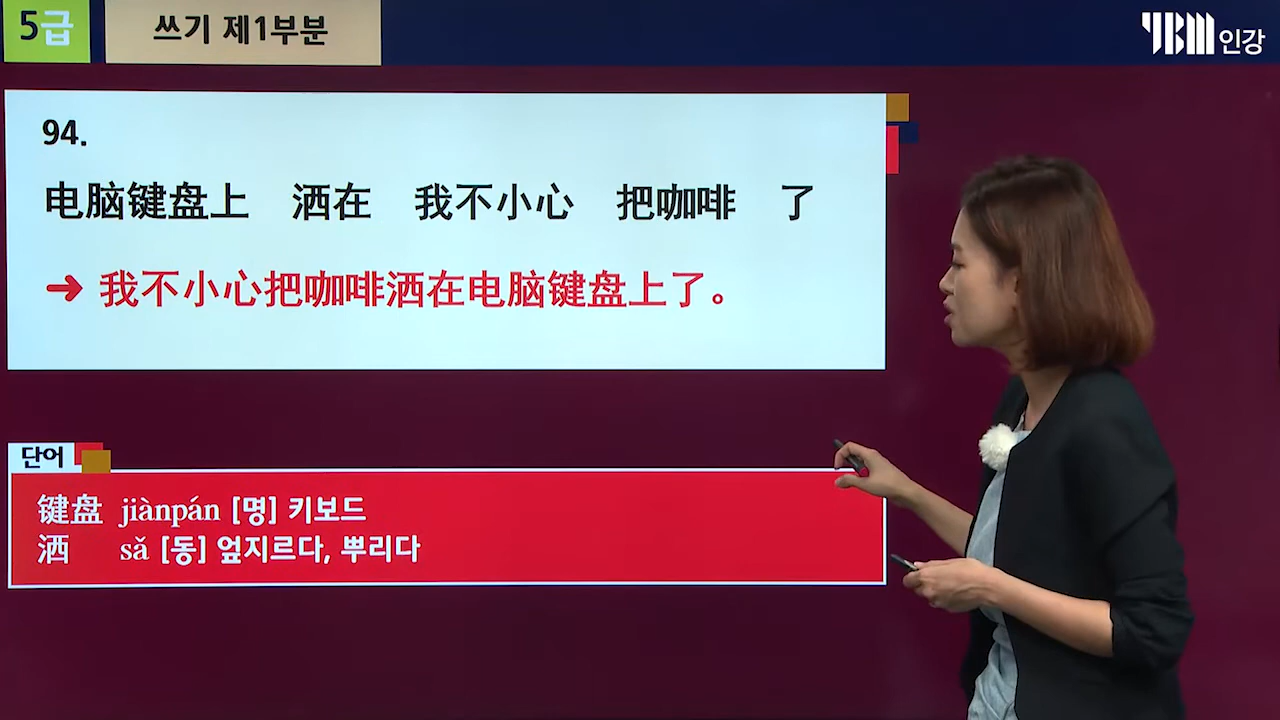 5급
쓰기 제1부분
YBM 인강
94.
电脑键盘上 洒在 我不小心 把咖啡 了
➜ 我不小心把咖啡洒在电脑键盘上了。
단어
键盘 jiànpán [명] 키보드
洒 sǎ [동] 엎지르다, 뿌리다